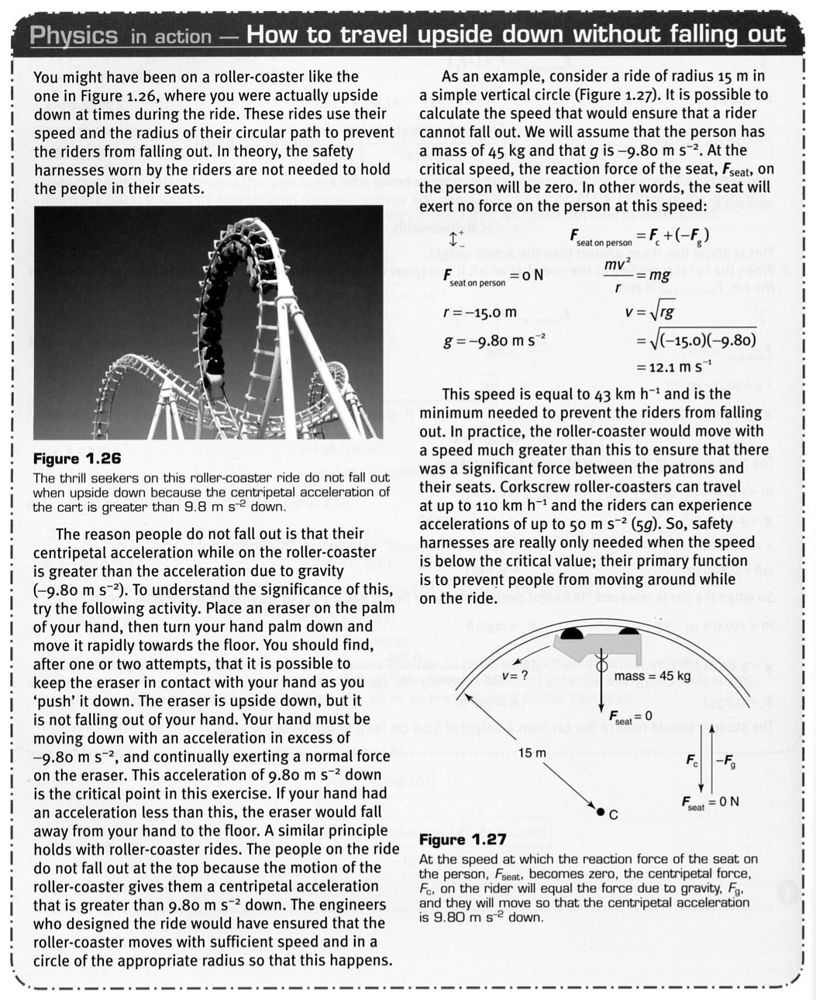 Physics in action — How to travel upside down without falling out
You might have been on a roller-coaster like the
one in Figure 1.26, where you were actually upside
down at times during the ride. These rides use their
speed and the radius of their circular path to prevent
the riders from falling out. In theory, the safety
harnesses worn by the riders are not needed to hold
the people in their seats.
Figure 1.26
The thrill seekers on this roller-coaster ride do not fall out
when upside down because the centripetal acceleration of
the cart is greater than 9.8 m s⁻² down.
The reason people do not fall out is that their
centripetal acceleration while on the roller-coaster
is greater than the acceleration due to gravity
(−9.80 m s⁻²). To understand the significance of this,
try the following activity. Place an eraser on the palm
of your hand, then turn your hand palm down and
move it rapidly towards the floor. You should find,
after one or two attempts, that it is possible to
keep the eraser in contact with your hand as you
‘push’ it down. The eraser is upside down, but it
is not falling out of your hand. Your hand must be
moving down with an acceleration in excess of
−9.80 m s⁻², and continually exerting a normal force
on the eraser. This acceleration of 9.80 m s⁻² down
is the critical point in this exercise. If your hand had
an acceleration less than this, the eraser would fall
away from your hand to the floor. A similar principle
holds with roller-coaster rides. The people on the ride
do not fall out at the top because the motion of the
roller-coaster gives them a centripetal acceleration
that is greater than 9.80 m s⁻² down. The engineers
who designed the ride would have ensured that the
roller-coaster moves with sufficient speed and in a
circle of the appropriate radius so that this happens.
As an example, consider a ride of radius 15 m in
a simple vertical circle (Figure 1.27). It is possible to
calculate the speed that would ensure that a rider
cannot fall out. We will assume that the person has
a mass of 45 kg and that g is −9.80 m s⁻². At the
critical speed, the reaction force of the seat, F_seat, on
the person will be zero. In other words, the seat will
exert no force on the person at this speed:
↑+ ↓− F_seat on person = F_c + (−F_g)
F_seat on person = 0 N mv²/r = mg
r = −15.0 m v = √rg
g = −9.80 m s⁻² = √(−15.0)(−9.80)
= 12.1 m s⁻¹
This speed is equal to 43 km h⁻¹ and is the
minimum needed to prevent the riders from falling
out. In practice, the roller-coaster would move with
a speed much greater than this to ensure that there
was a significant force between the patrons and
their seats. Corkscrew roller-coasters can travel
at up to 110 km h⁻¹ and the riders can experience
accelerations of up to 50 m s⁻² (5g). So, safety
harnesses are really only needed when the speed
is below the critical value; their primary function
is to prevent people from moving around while
on the ride.
v = ?
mass = 45 kg
F_seat = 0
15 m
F_c −F_g
F_seat = 0 N
C
Figure 1.27
At the speed at which the reaction force of the seat on
the person, F_seat, becomes zero, the centripetal force,
F_c, on the rider will equal the force due to gravity, F_g,
and they will move so that the centripetal acceleration
is 9.80 m s⁻² down.